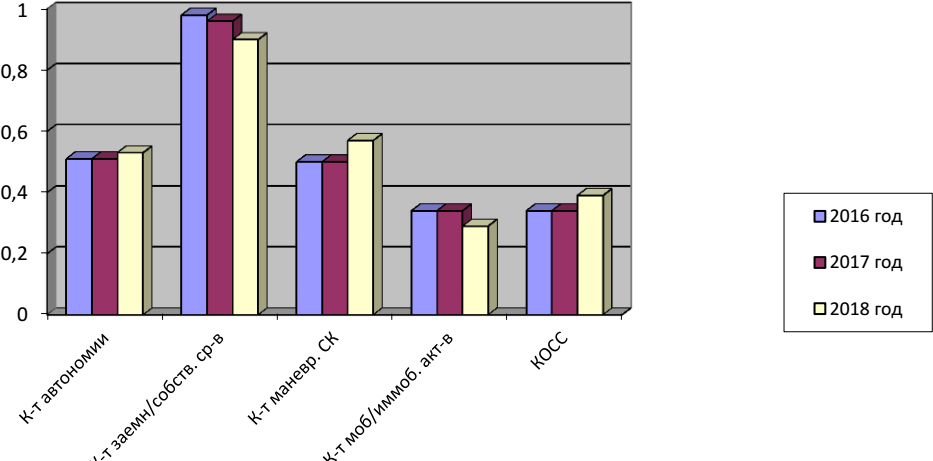 1
0,8
0,6
0,4
0,2
0
К-т автономии
К-т заемн/собств. ср-в
К-т маневр. СК
К-т моб/иммоб. акт-в
КОСС
2016 год
2017 год
2018 год